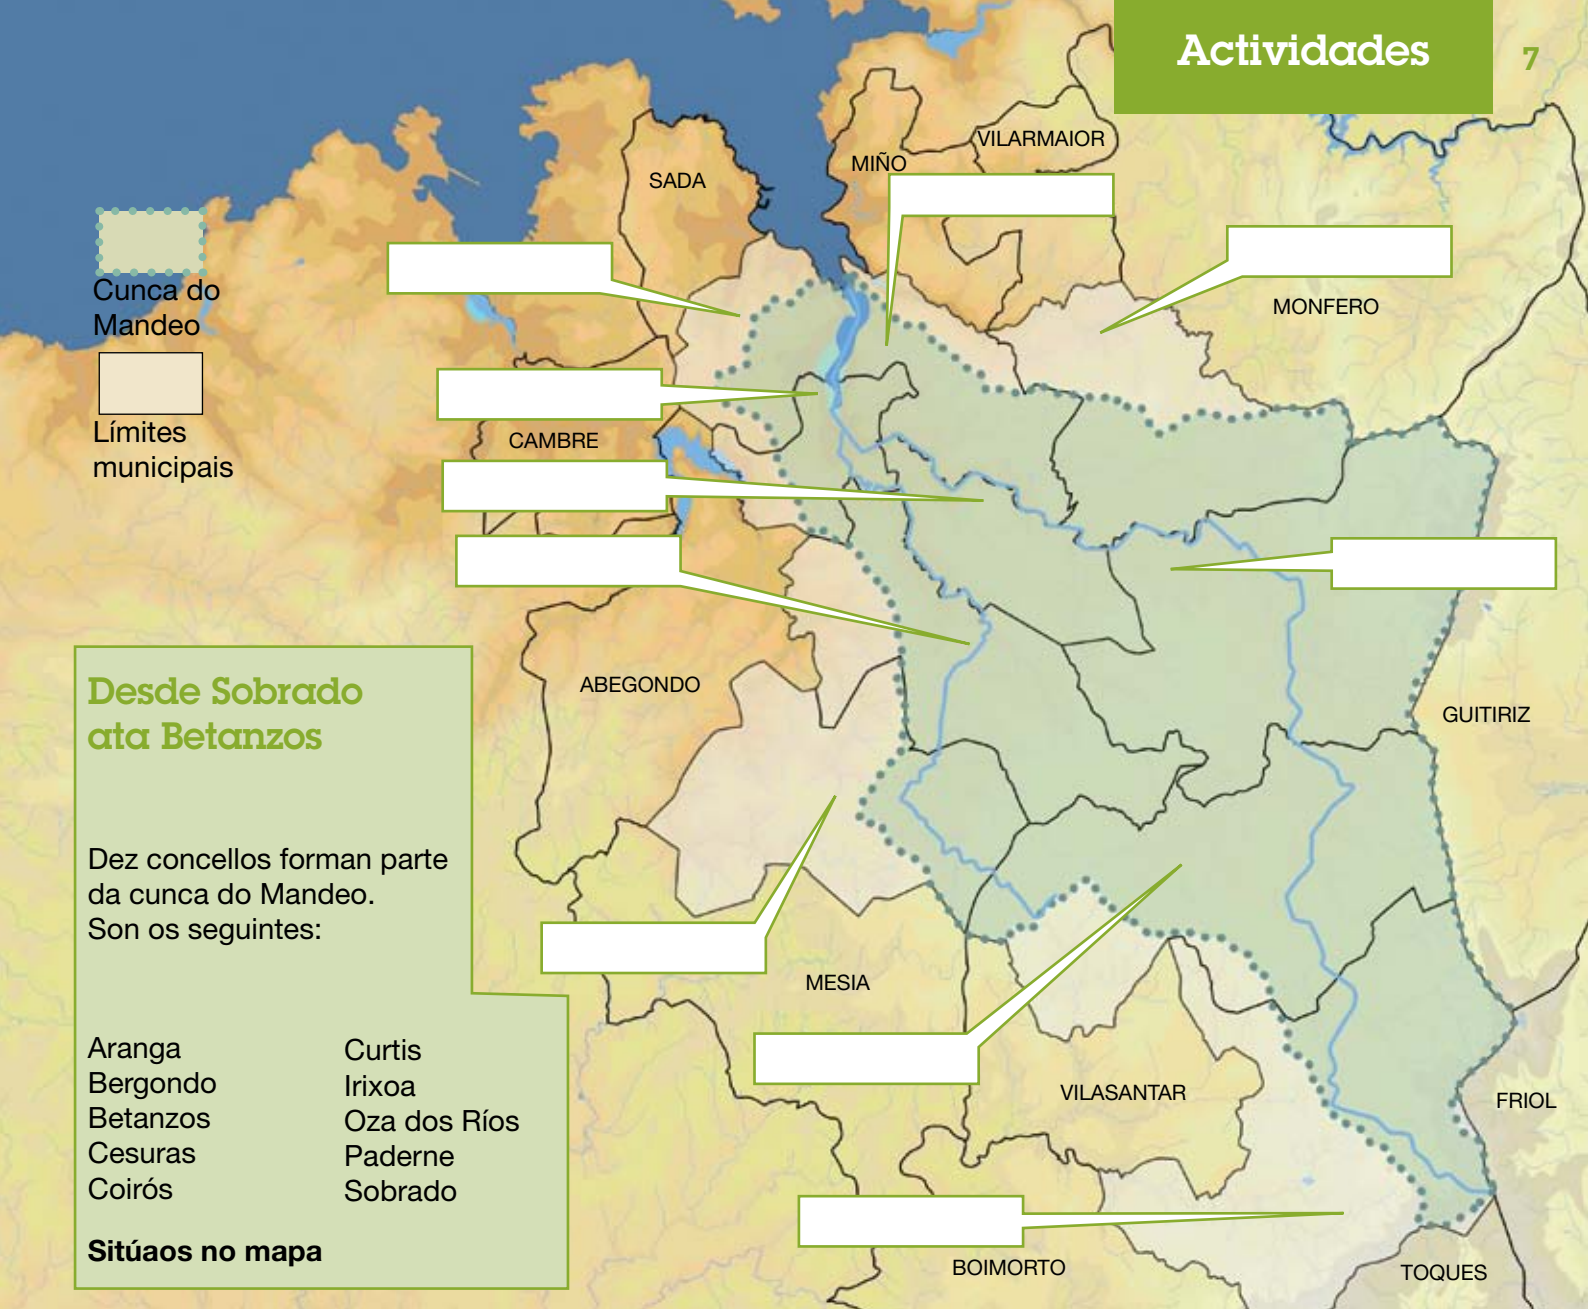 Actividades
7
VILARMAIOR
MIÑO
SADA
Cunca do
Mandeo
MONFERO
Límites
municipais
CAMBRE
ABEGONDO
GUITIRIZ
Desde Sobrado
ata Betanzos
Dez concellos forman parte
da cunca do Mandeo.
Son os seguintes:
Aranga
Bergondo
Betanzos
Cesuras
Coirós
Curtis
Irixoa
Oza dos Ríos
Paderne
Sobrado
Sitúaos no mapa
MESIA
VILASANTAR
FRIOL
BOIMORTO
TOQUES